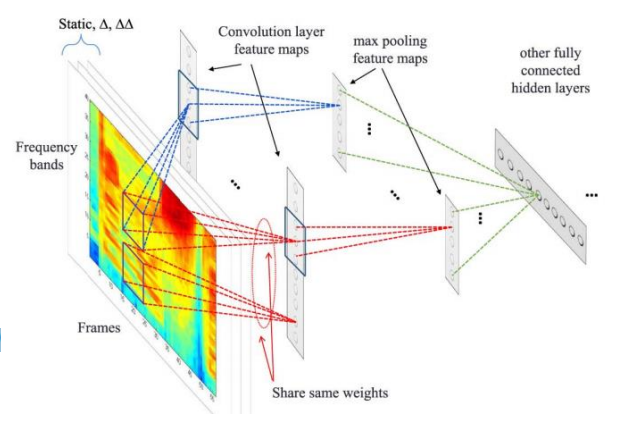 Static, Δ, ΔΔ
Convolution layer
feature maps
max pooling
feature maps
other fully
connected
hidden layers
Frequency
bands
Frames
Share same weights